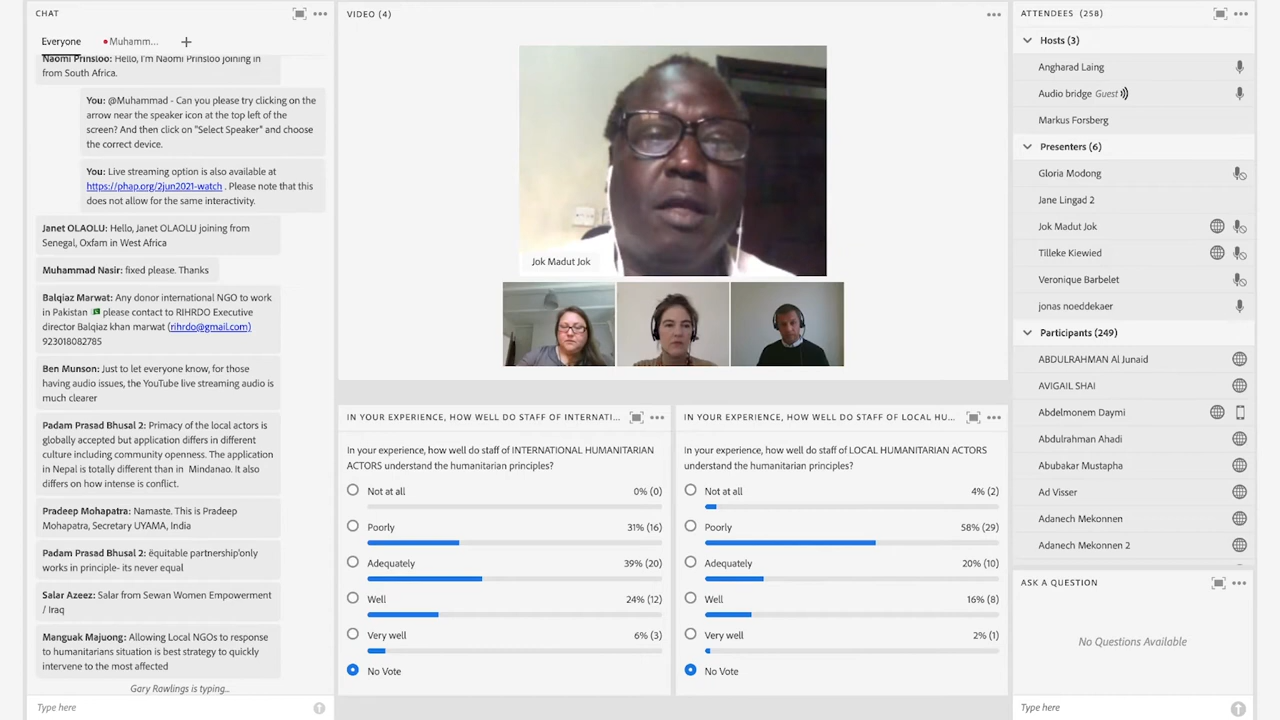 CHAT
Everyone
Muhamm...
Naomi Prinsloo: Hello, I'm Naomi Prinsloo joining in
from South Africa.
You: @Muhammad - Can you please try clicking on the
arrow near the speaker icon at the top left of the
screen? And then click on "Select Speaker" and choose
the correct device.
You: Live streaming option is also available at
https://phap.org/2jun2021-watch . Please note that this
does not allow for the same interactivity.
Janet OLAOLU: Hello, Janet OLAOLU joining from
Senegal, Oxfam in West Africa
Muhammad Nasir: fixed please. Thanks
Balqiaz Marwat: Any donor international NGO to work
in Pakistan 🇵🇰 please contact to RIHRDO Executive
director Balqiaz khan marwat (rihrdo@gmail.com)
923018082785
Ben Munson: Just to let everyone know, for those
having audio issues, the YouTube live streaming audio is
much clearer
Padam Prasad Bhusal 2: Primacy of the local actors is
globally accepted but application differs in different
culture including community openness. The application
in Nepal is totally different than in Mindanao. It also
differs on how intense is conflict.
Pradeep Mohapatra: Namaste. This is Pradeep
Mohapatra, Secretary UYAMA, India
Padam Prasad Bhusal 2: ëquitable partnership'only
works in principle- its never equal
Salar Azeez: Salar from Sewan Women Empowerment
/ Iraq
Manguak Majuong: Allowing Local NGOs to response
to humanitarians situation is best strategy to quickly
intervene to the most affected
Gary Rawlings is typing...
Type here
VIDEO (4)
Jok Madut Jok
IN YOUR EXPERIENCE, HOW WELL DO STAFF OF INTERNATI...
In your experience, how well do staff of INTERNATIONAL HUMANITARIAN
ACTORS understand the humanitarian principles?
Not at all 0% (0)
Poorly 31% (16)
Adequately 39% (20)
Well 24% (12)
Very well 6% (3)
No Vote
IN YOUR EXPERIENCE, HOW WELL DO STAFF OF LOCAL HU...
In your experience, how well do staff of LOCAL HUMANITARIAN ACTORS
understand the humanitarian principles?
Not at all 4% (2)
Poorly 58% (29)
Adequately 20% (10)
Well 16% (8)
Very well 2% (1)
No Vote
ATTENDEES (258)
Hosts (3)
Angharad Laing
Audio bridge Guest
Markus Forsberg
Presenters (6)
Gloria Modong
Jane Lingad 2
Jok Madut Jok
Tilleke Kiewied
Veronique Barbelet
jonas noeddekaer
Participants (249)
ABDULRAHMAN Al Junaid
AVIGAIL SHAI
Abdelmonem Daymi
Abdulrahman Ahadi
Abubakar Mustapha
Ad Visser
Adanech Mekonnen
Adanech Mekonnen 2
ASK A QUESTION
No Questions Available
Type here